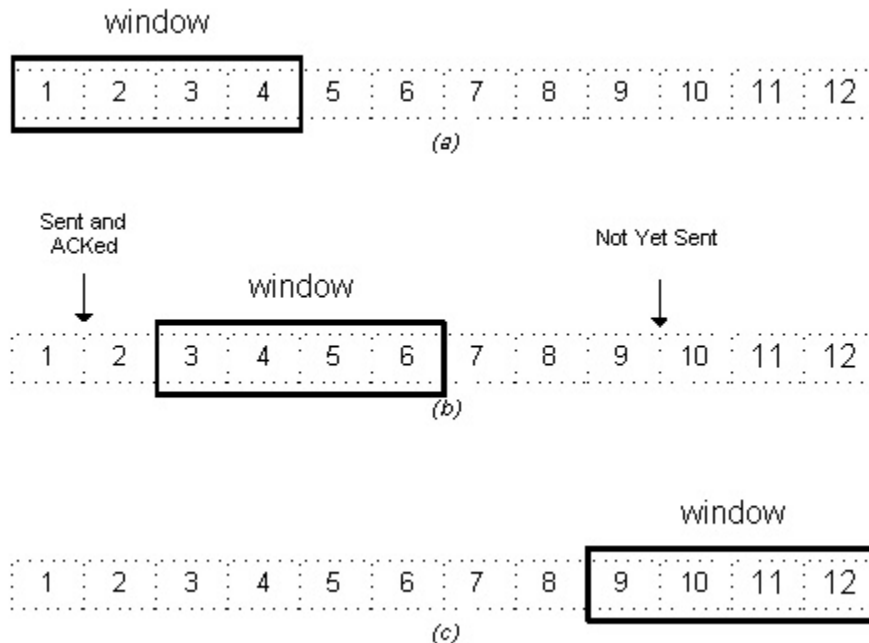 window
1 2 3 4 5 6 7 8 9 10 11 12
(a)
Sent and
ACKed
Not Yet Sent
window
1 2 3 4 5 6 7 8 9 10 11 12
(b)
window
1 2 3 4 5 6 7 8 9 10 11 12
(c)